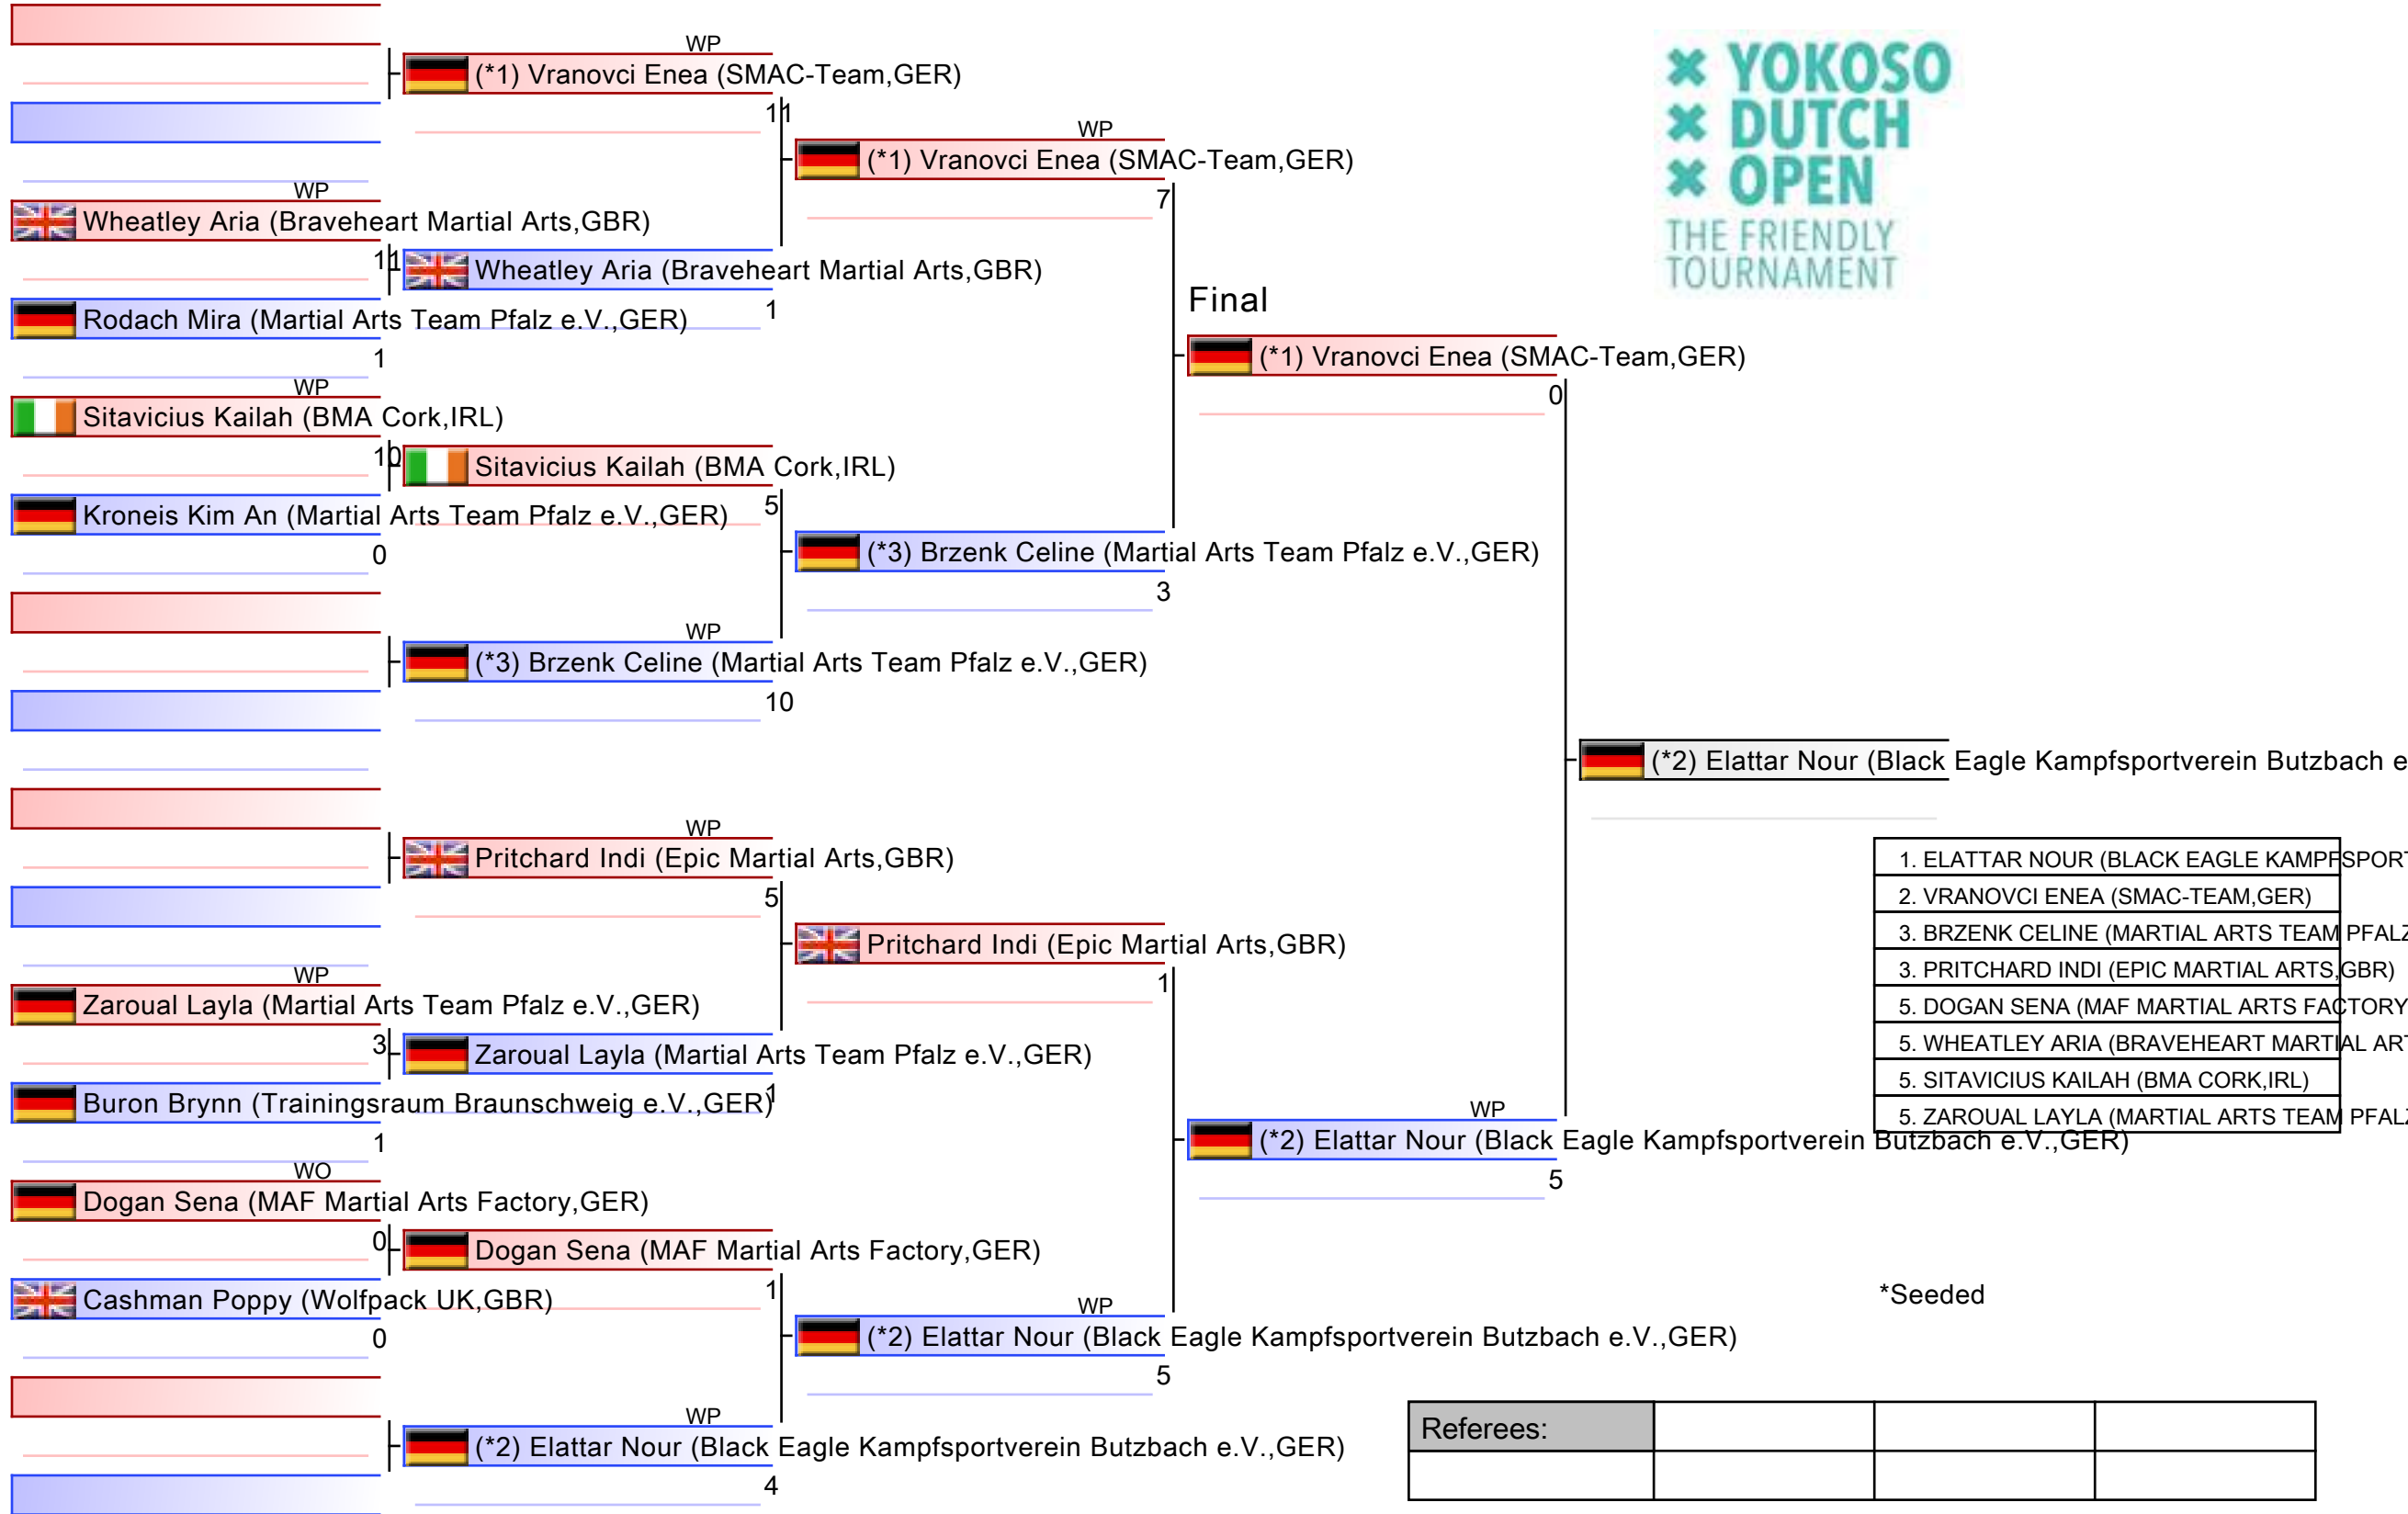 WP
(*1) Vranovci Enea (SMAC-Team,GER)
11
WP
Wheatley Aria (Braveheart Martial Arts,GBR)
11
Wheatley Aria (Braveheart Martial Arts,GBR)
1
Rodach Mira (Martial Arts Team Pfalz e.V.,GER)
1
WP
Sitavicius Kailah (BMA Cork,IRL)
10
Sitavicius Kailah (BMA Cork,IRL)
5
Kroneis Kim An (Martial Arts Team Pfalz e.V.,GER)
0
WP
(*3) Brzenk Celine (Martial Arts Team Pfalz e.V.,GER)
10
WP
Pritchard Indi (Epic Martial Arts,GBR)
5
WP
Zaroual Layla (Martial Arts Team Pfalz e.V.,GER)
3
Zaroual Layla (Martial Arts Team Pfalz e.V.,GER)
1
Buron Brynn (Trainingsraum Braunschweig e.V.,GER)
1
WO
Dogan Sena (MAF Martial Arts Factory,GER)
0
Dogan Sena (MAF Martial Arts Factory,GER)
1
Cashman Poppy (Wolfpack UK,GBR)
0
WP
(*2) Elattar Nour (Black Eagle Kampfsportverein Butzbach e.V.,GER)
4
WP
(*1) Vranovci Enea (SMAC-Team,GER)
7
(*3) Brzenk Celine (Martial Arts Team Pfalz e.V.,GER)
3
Pritchard Indi (Epic Martial Arts,GBR)
1
WP
(*2) Elattar Nour (Black Eagle Kampfsportverein Butzbach e.V.,GER)
5
Final
(*1) Vranovci Enea (SMAC-Team,GER)
0
WP
(*2) Elattar Nour (Black Eagle Kampfsportverein Butzbach e.V.,GER)
5
(*2) Elattar Nour (Black Eagle Kampfsportverein Butzbach e
YOKOSO
DUTCH
OPEN
THE FRIENDLY
TOURNAMENT
1. ELATTAR NOUR (BLACK EAGLE KAMPFSPORT
2. VRANOVCI ENEA (SMAC-TEAM,GER)
3. BRZENK CELINE (MARTIAL ARTS TEAM PFALZ
3. PRITCHARD INDI (EPIC MARTIAL ARTS,GBR)
5. DOGAN SENA (MAF MARTIAL ARTS FACTORY
5. WHEATLEY ARIA (BRAVEHEART MARTIAL ART
5. SITAVICIUS KAILAH (BMA CORK,IRL)
5. ZAROUAL LAYLA (MARTIAL ARTS TEAM PFALZ
*Seeded
Referees: